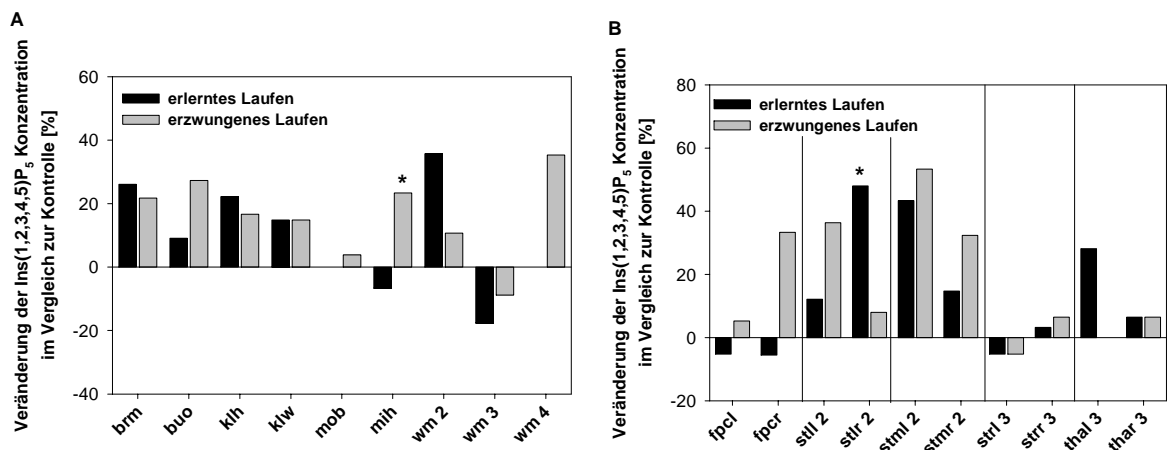 A
Veränderung der Ins(1,2,3,4,5)P5 Konzentration
im Vergleich zur Kontrolle [%]
60
40
20
0
-20
-40
erlerntes Laufen
erzwungenes Laufen
*
brm
buo
klh
klw
mob
mih
wm 2
wm 3
wm 4
B
Veränderung der Ins(1,2,3,4,5)P5 Konzentration
im Vergleich zur Kontrolle [%]
80
60
40
20
0
-20
erlerntes Laufen
erzwungenes Laufen
*
fpcl
fpcr
stll 2
stlr 2
stml 2
stmr 2
strl 3
strr 3
thal 3
thar 3